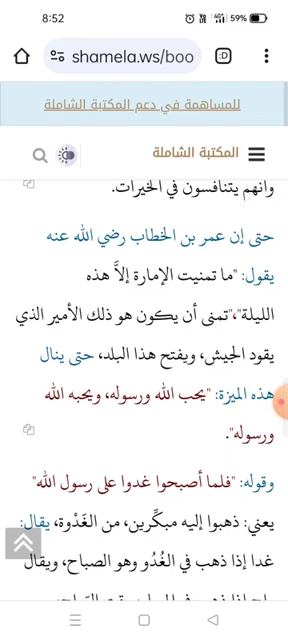 8:52
59%
shamela.ws/boo
:D
للمساهمة في دعم المكتبة الشاملة
المكتبة الشاملة
وأنهم يتنافسون في الخيرات.
حتى إن عمر بن الخطاب رضي الله عنه
يقول: "ما تمنيت الإمارة إلاَّ هذه
الليلة"،"تمنى أن يكون هو ذلك الأمير الذي
يقود الجيش، ويفتح هذا البلد، حتى ينال
هذه الميزة: "يحب الله ورسوله، ويحبه الله
ورسوله".
وقوله: "فلما أصبحوا غدوا على رسول الله"
يعني: ذهبوا إليه مبكِّرين، من الغَدْوة، يقال:
غدا إذا ذهب في الغُدُو وهو الصباح، ويقال